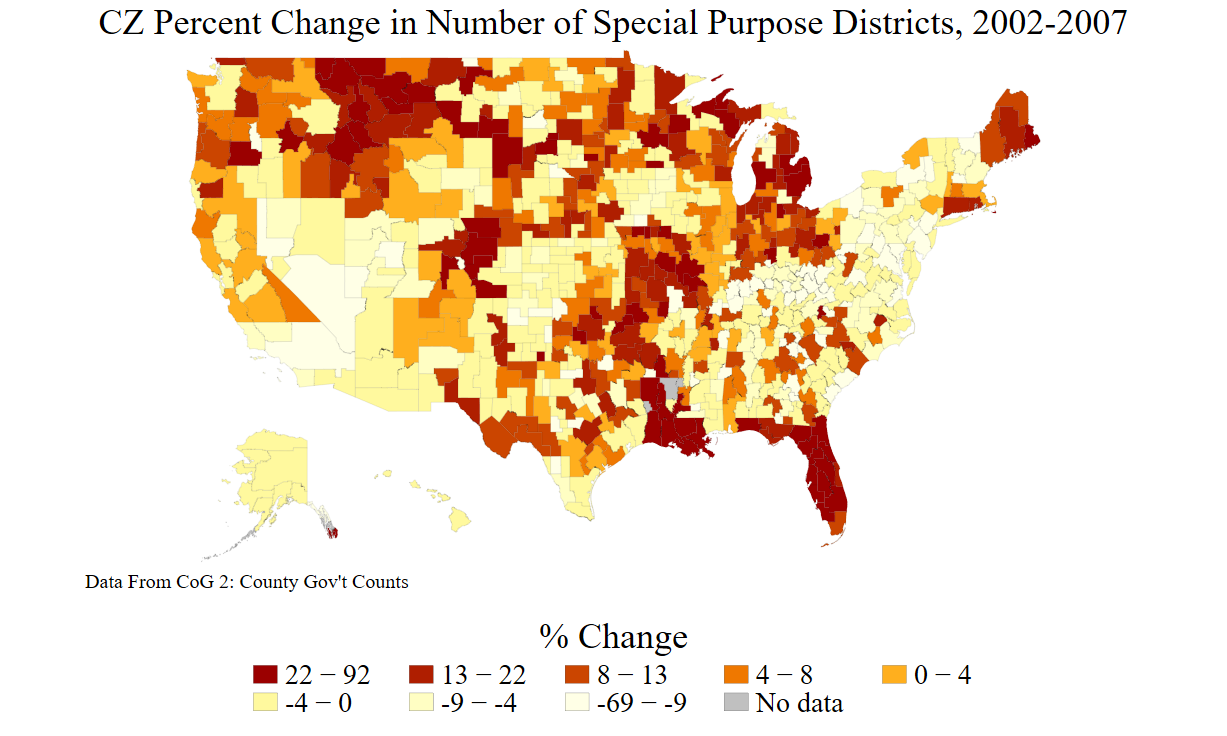 CZ Percent Change in Number of Special Purpose Districts, 2002-2007
Data From CoG 2: County Gov't Counts
% Change
22 − 92 13 − 22 8 − 13 4 − 8 0 − 4
-4 − 0 -9 − -4 -69 − -9 No data